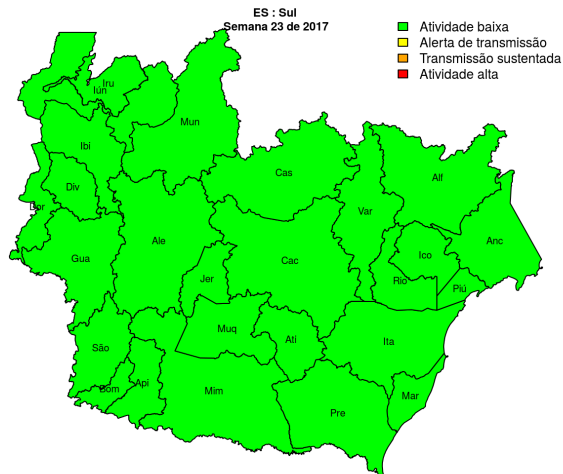 ES : Sul
Semana 23 de 2017
Atividade baixa
Alerta de transmissão
Transmissão sustentada
Atividade alta
Iru
Iún
Mun
Ibi
Cas
Alf
Div
Dor
Var
Ale
Anc
Gua
Cac
Ico
Jer
Rio
Piú
Muq
Ati
Ita
São
Api
Bom
Mim
Mar
Pre